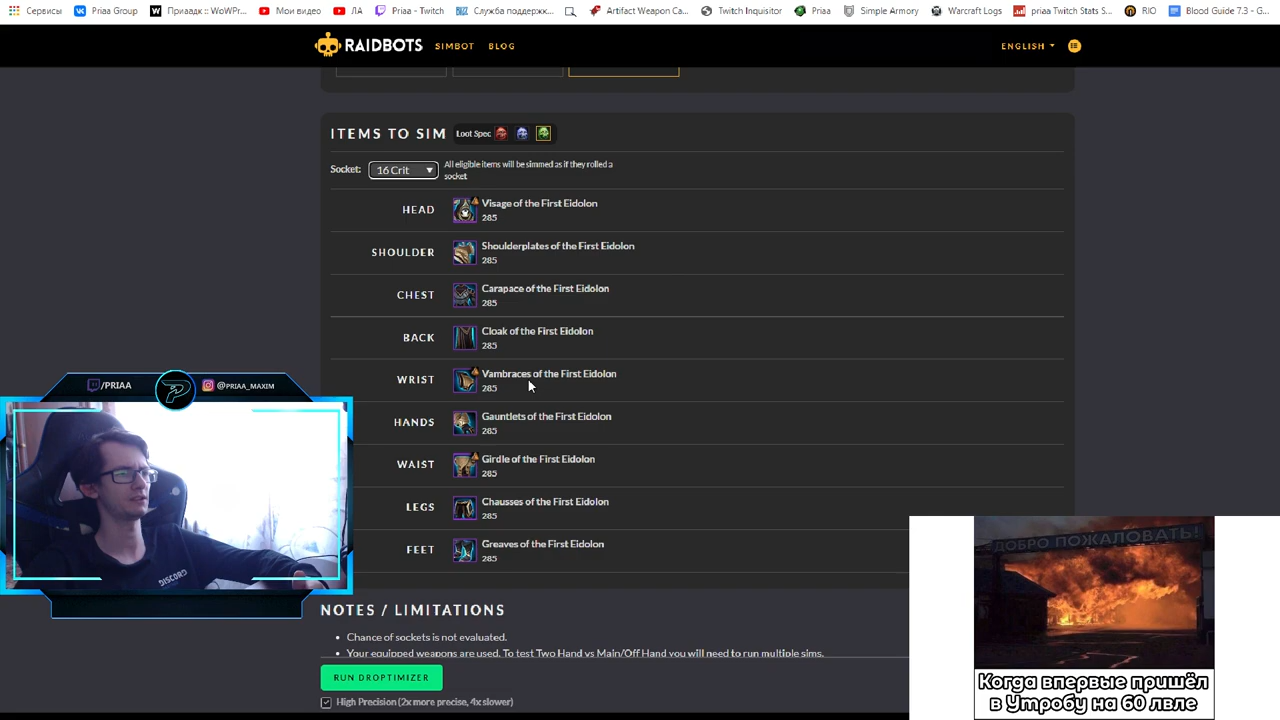 Сервисы Priaa Group Приаадк :: WoWPr... Мои видео ЛА Priaa - Twitch Служба поддержк... Artifact Weapon Ca... Twitch Inquisitor Priaa Simple Armory Warcraft Logs priaa Twitch Stats S... RIO Blood Guide 7.3 - G...
RAIDBOTS SIMBOT BLOG ENGLISH
ITEMS TO SIM Loot Spec
Socket: 16 Crit All eligible items will be simmed as if they rolled a
socket
HEAD Visage of the First Eidolon
285
SHOULDER Shoulderplates of the First Eidolon
285
CHEST Carapace of the First Eidolon
285
BACK Cloak of the First Eidolon
285
WRIST Vambraces of the First Eidolon
285
HANDS Gauntlets of the First Eidolon
285
WAIST Girdle of the First Eidolon
285
LEGS Chausses of the First Eidolon
285
FEET Greaves of the First Eidolon
285
/PRIAA @PRIAA_MAXIM
DISCORD
NOTES / LIMITATIONS
• Chance of sockets is not evaluated.
• Your equipped weapons are used. To test Two Hand vs Main/Off Hand you will need to run multiple sims.
RUN DROPTIMIZER
High Precision (2x more precise, 4x slower)
ДОБРО ПОЖАЛОВАТЬ!
Когда впервые пришёл
в Утробу на 60 лвле